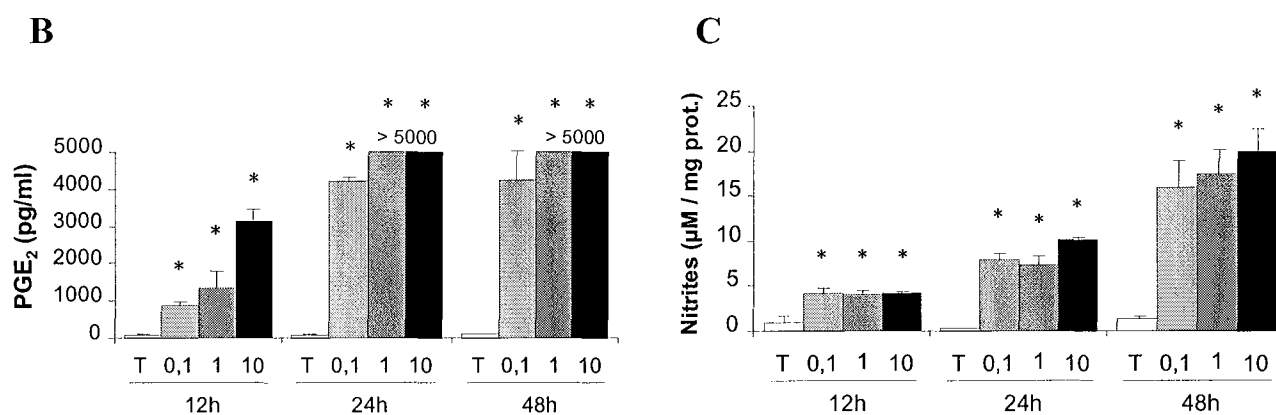 B
PGE₂ (pg/ml)
5000
4000
3000
2000
1000
0
*
*
*
*
*
*
> 5000
*
*
*
> 5000
T 0,1 1 10
T 0,1 1 10
T 0,1 1 10
12h
24h
48h
C
Nitrites (µM / mg prot.)
25
20
15
10
5
0
*
*
*
*
*
*
*
*
*
T 0,1 1 10
T 0,1 1 10
T 0,1 1 10
12h
24h
48h